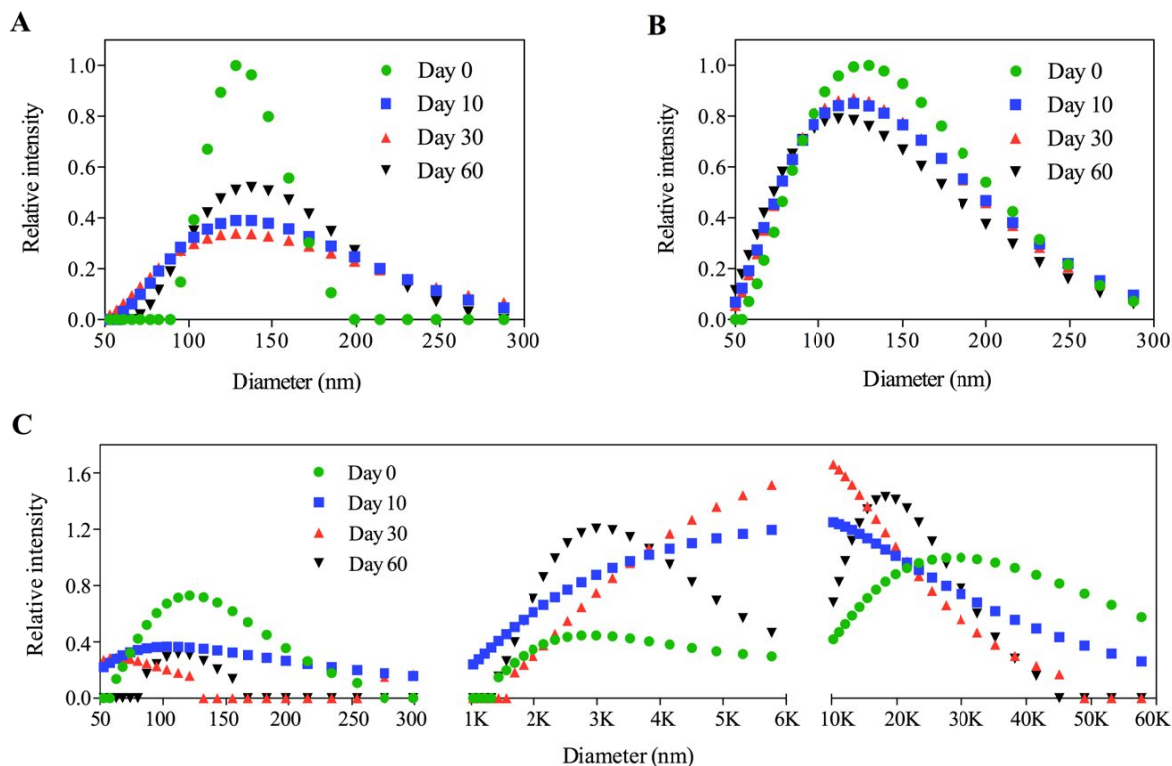 A
Relative intensity
1.0
0.8
0.6
0.4
0.2
0.0
Day 0
Day 10
Day 30
Day 60
50 100 150 200 250 300
Diameter (nm)
B
Relative intensity
1.0
0.8
0.6
0.4
0.2
0.0
Day 0
Day 10
Day 30
Day 60
50 100 150 200 250 300
Diameter (nm)
C
Relative intensity
1.6
1.2
0.8
0.4
0.0
Day 0
Day 10
Day 30
Day 60
50 100 150 200 250 300
1K 2K 3K 4K 5K 6K
10K 20K 30K 40K 50K 60K
Diameter (nm)